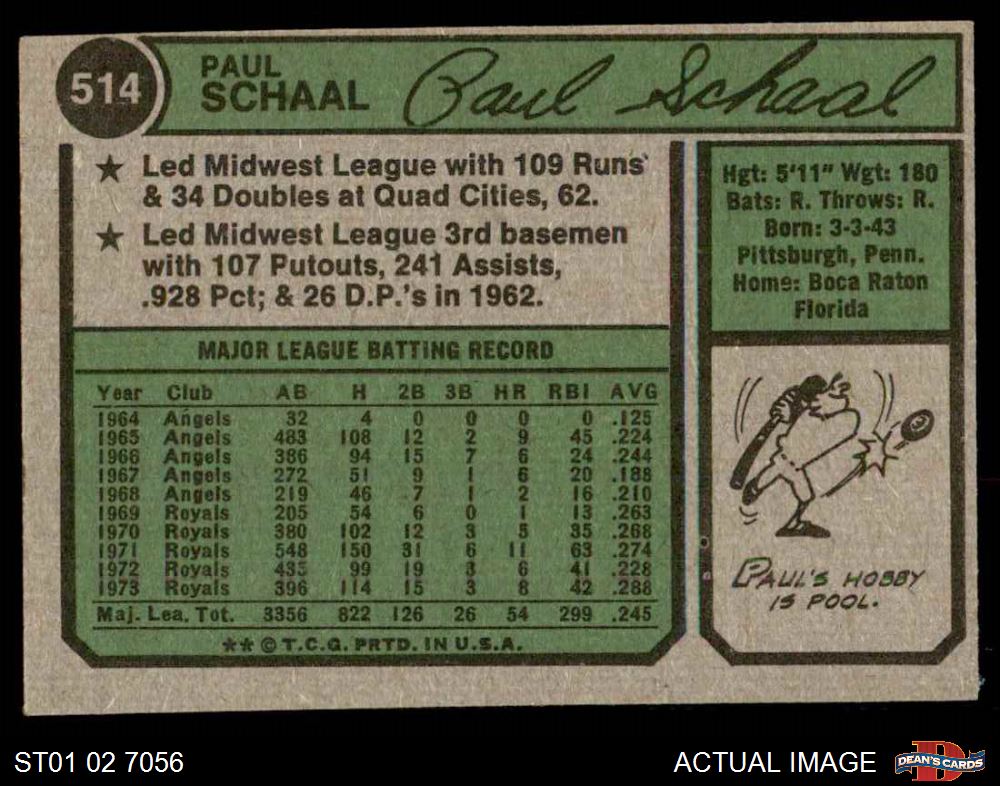 514
PAUL
SCHAAL
Paul Schaal
★ Led Midwest League with 109 Runs
& 34 Doubles at Quad Cities, 62.
★ Led Midwest League 3rd basemen
with 107 Putouts, 241 Assists,
.928 Pct; & 26 D.P.'s in 1962.
Hgt: 5'11" Wgt: 180
Bats: R. Throws: R.
Born: 3-3-43
Pittsburgh, Penn.
Home: Boca Raton
Florida
MAJOR LEAGUE BATTING RECORD
Year Club AB H 2B 3B HR RBI AVG
1964 Angels 32 4 0 0 0 0 .125
1965 Angels 483 108 12 2 9 45 .224
1966 Angels 386 94 15 7 6 24 .244
1967 Angels 272 51 9 1 6 20 .188
1968 Angels 219 46 7 1 2 16 .210
1969 Royals 205 54 6 0 1 13 .263
1970 Royals 380 102 12 3 5 35 .268
1971 Royals 548 150 31 6 11 63 .274
1972 Royals 435 99 19 3 6 41 .228
1973 Royals 396 114 15 3 8 42 .288
Maj. Lea. Tot. 3356 822 126 26 54 299 .245
** © T.C.G. PRTD. IN U.S.A.
PAUL'S HOBBY
IS POOL.
ST01 02 7056
ACTUAL IMAGE
DEAN'S CARDS